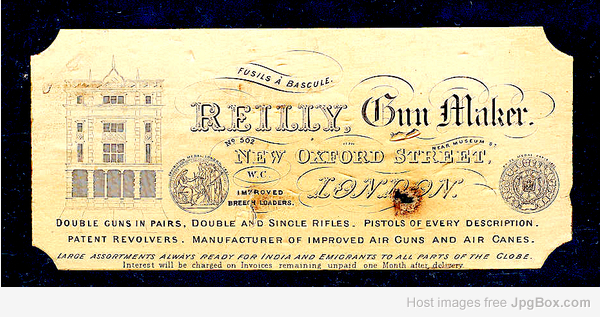 FUSILS À BASCULE.
REILLY, Gun Maker.
No. 502 NEAR MUSEUM ST
NEW OXFORD STREET,
W.C. LONDON.
IMPROVED
BREECH LOADERS.
DOUBLE GUNS IN PAIRS, DOUBLE AND SINGLE RIFLES. PISTOLS OF EVERY DESCRIPTION.
PATENT REVOLVERS. MANUFACTURER OF IMPROVED AIR GUNS AND AIR CANES.
LARGE ASSORTMENTS ALWAYS READY FOR INDIA AND EMIGRANTS TO ALL PARTS OF THE GLOBE.
Interest will be charged on Invoices remaining unpaid one Month after delivery
Host images free JpgBox.com